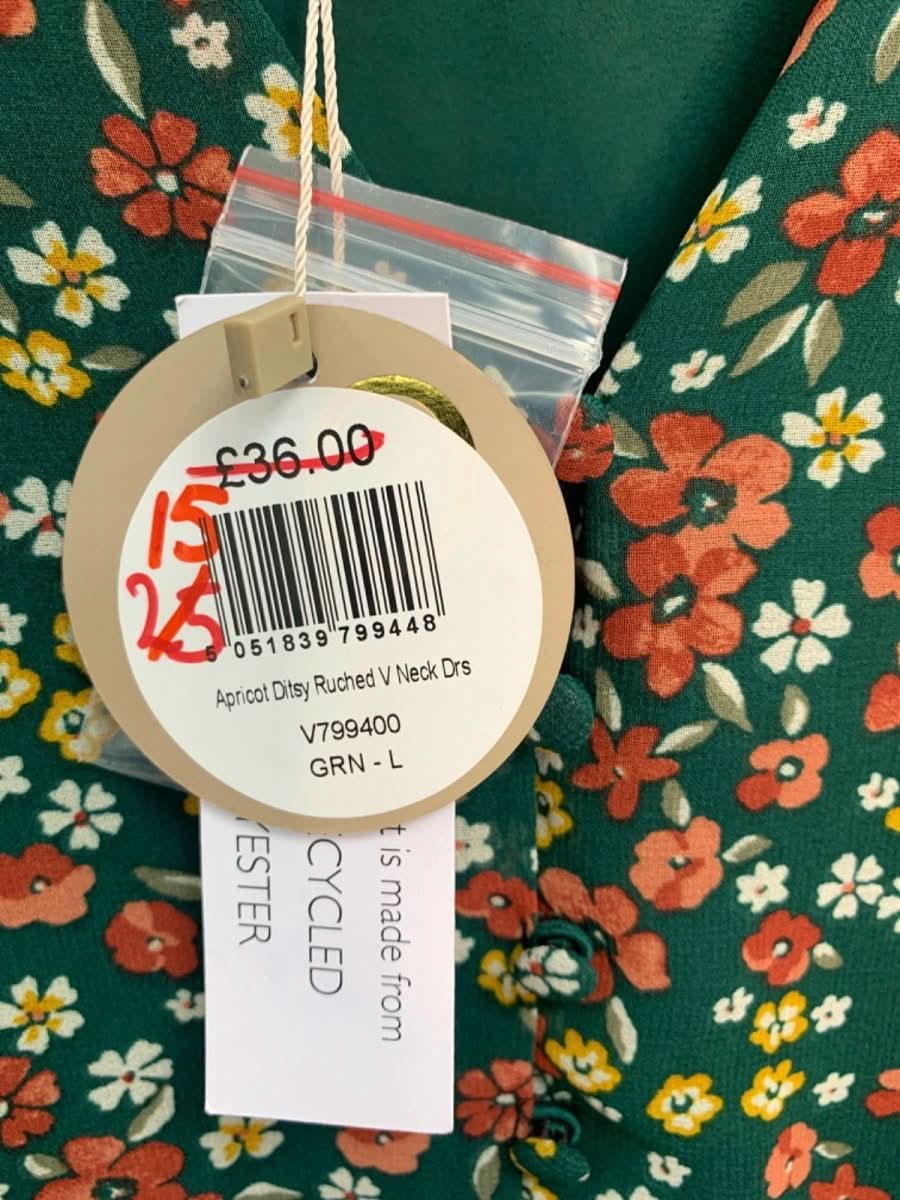 £36.00
15
25
5 051839 799448
Apricot Ditsy Ruched V Neck Drs
V799400
GRN - L
t is made from
CYCLED
YESTER